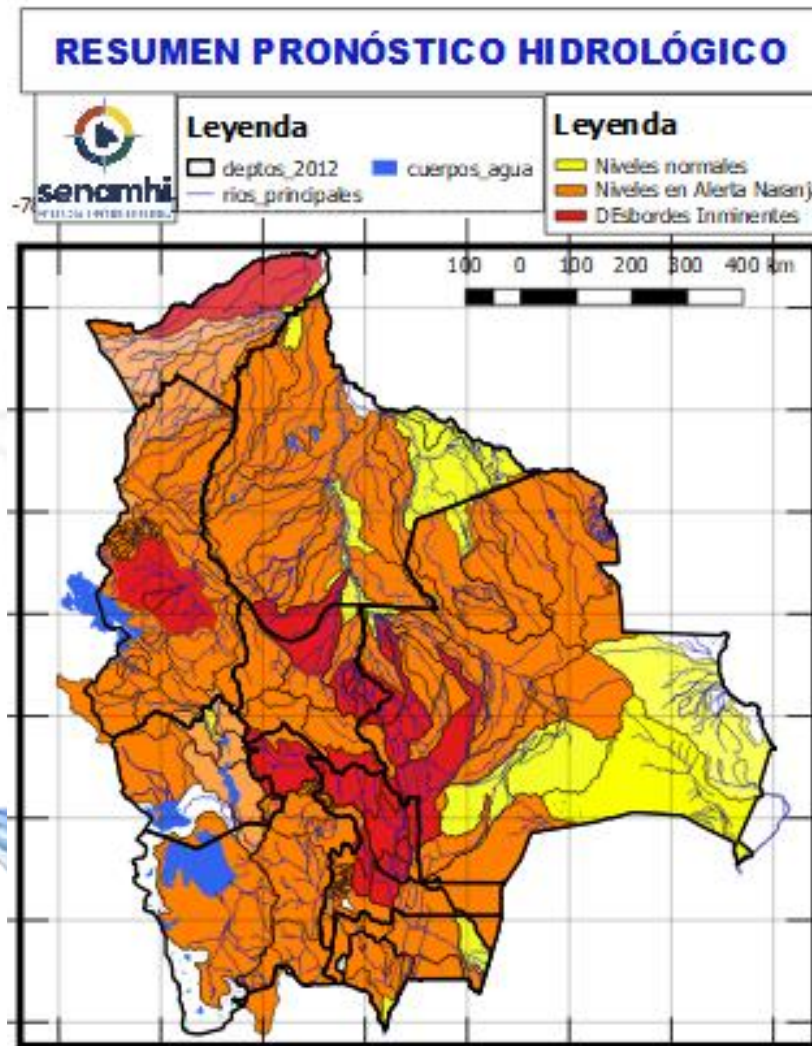 RESUMEN PRONÓSTICO HIDROLÓGICO
senamhi
Leyenda
deptos_2012
cuerpos_agua
rios_principales
Leyenda
Niveles normales
Niveles en Alerta Naranj
DEsbordes Inminentes
100 0 100 200 300 400 km